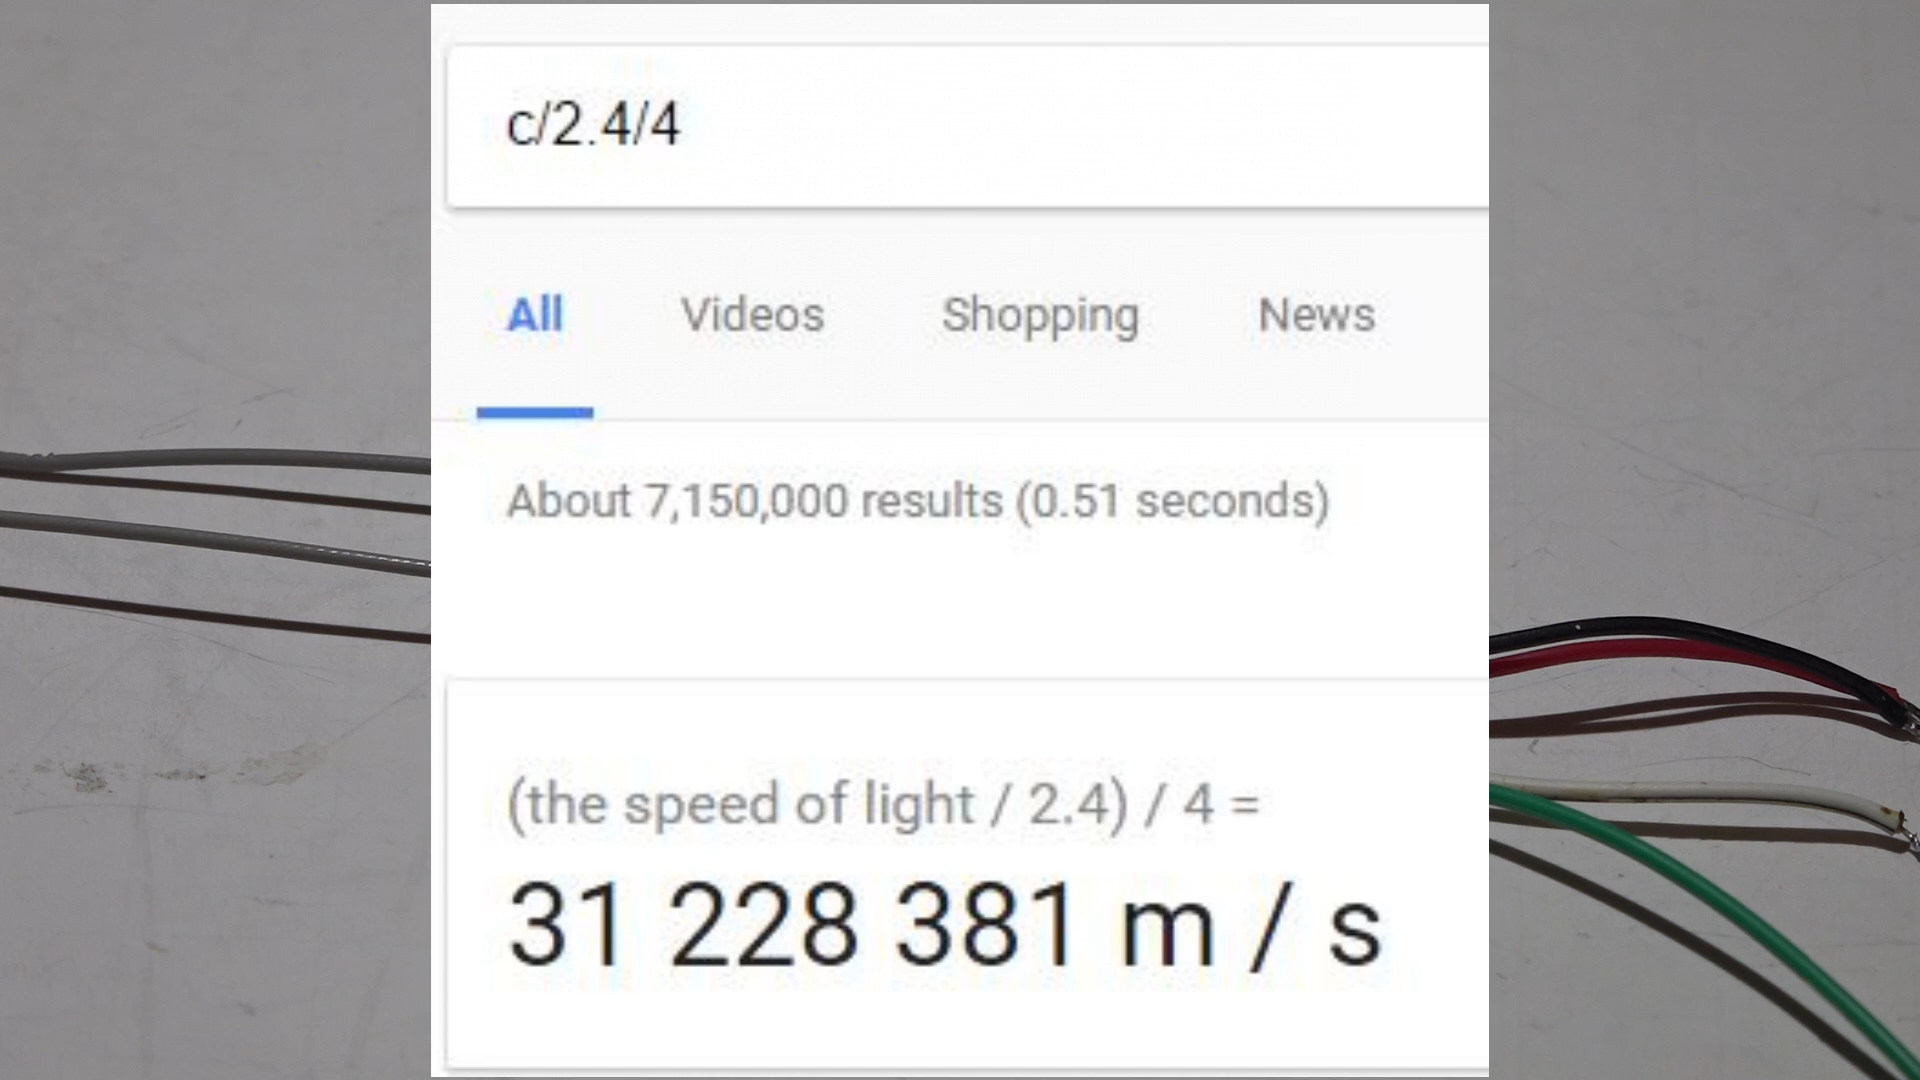 c/2.4/4
All Videos Shopping News
About 7,150,000 results (0.51 seconds)
(the speed of light / 2.4) / 4 =
31 228 381 m / s